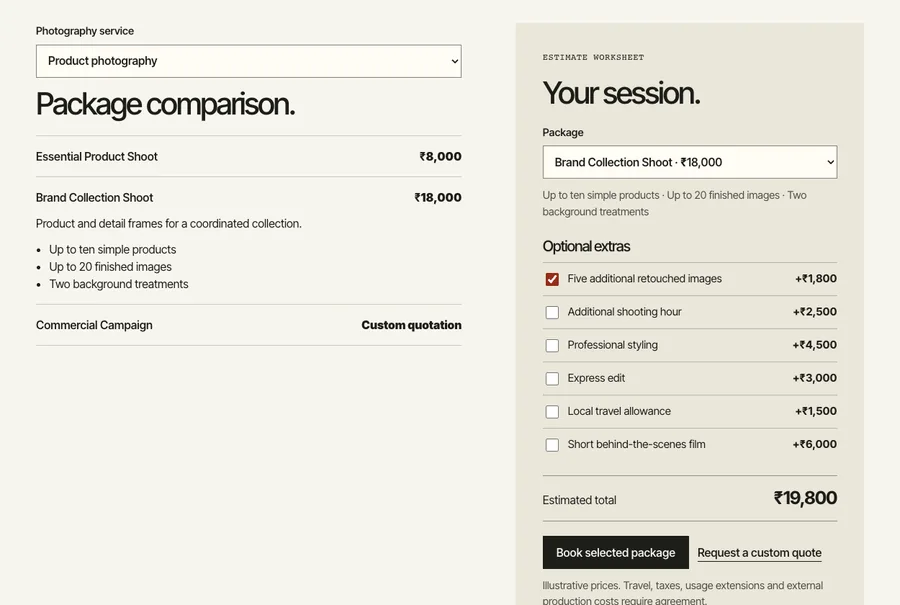 Photography service
Product photography
Package comparison.
Essential Product Shoot ₹8,000
Brand Collection Shoot ₹18,000
Product and detail frames for a coordinated collection.
• Up to ten simple products
• Up to 20 finished images
• Two background treatments
Commercial Campaign Custom quotation
ESTIMATE WORKSHEET
Your session.
Package
Brand Collection Shoot · ₹18,000
Up to ten simple products · Up to 20 finished images · Two
background treatments
Optional extras
Five additional retouched images +₹1,800
Additional shooting hour +₹2,500
Professional styling +₹4,500
Express edit +₹3,000
Local travel allowance +₹1,500
Short behind-the-scenes film +₹6,000
Estimated total ₹19,800
Book selected package Request a custom quote
Illustrative prices. Travel, taxes, usage extensions and external
production costs require agreement.